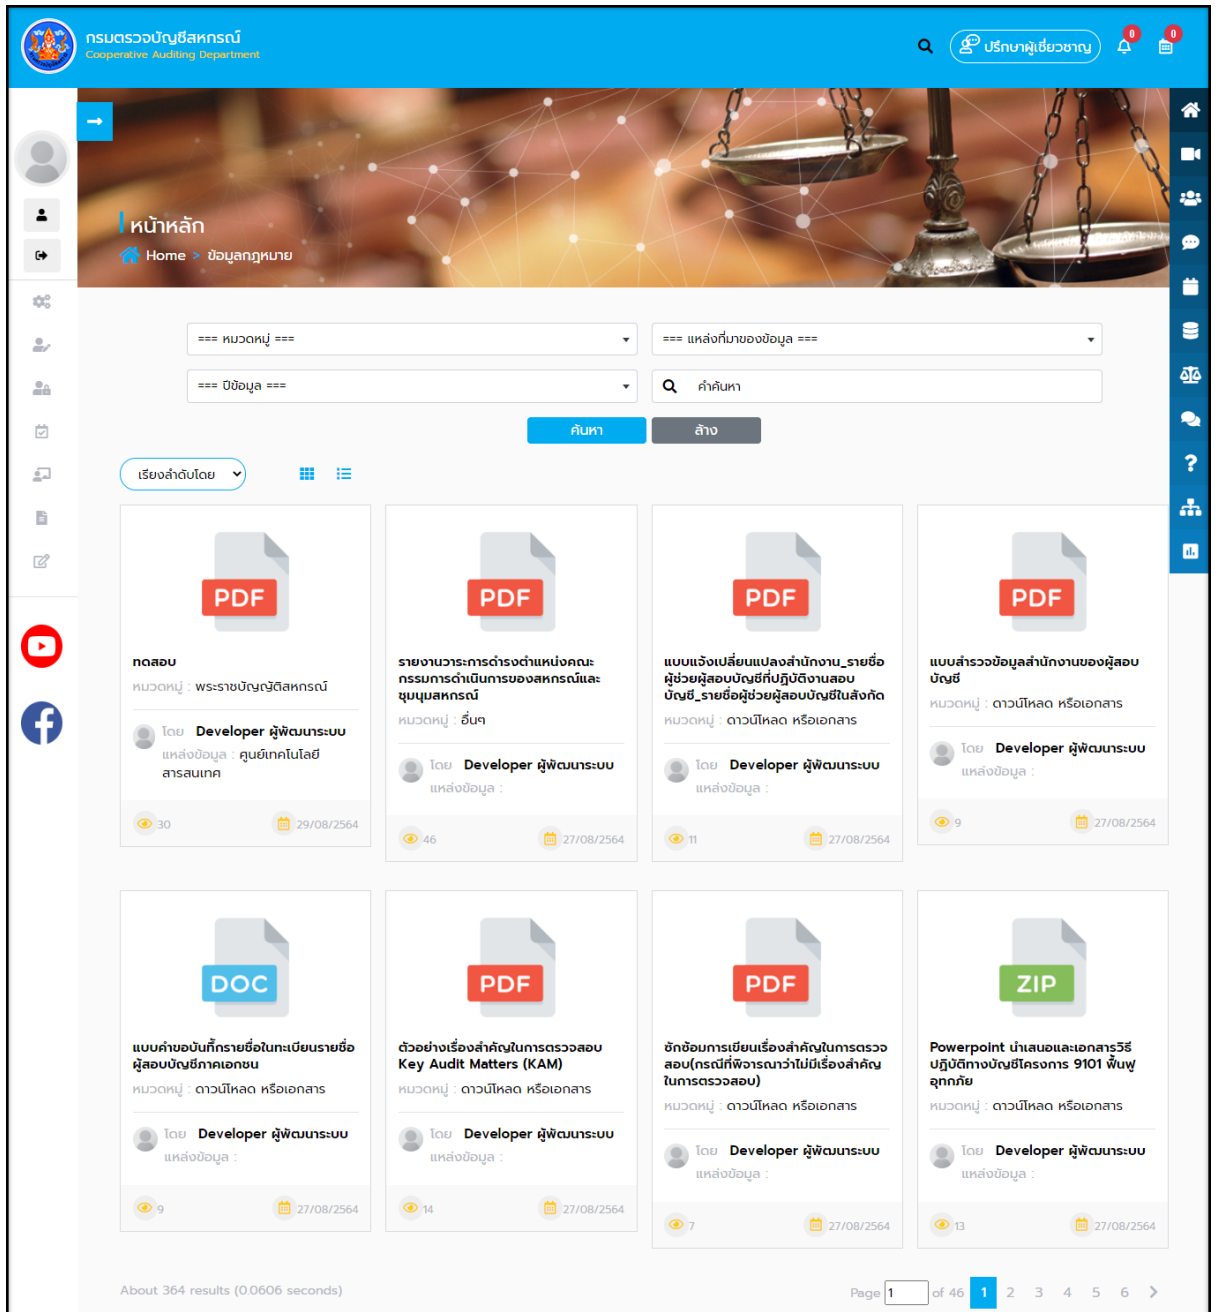 กรมตรวจบัญชีสหกรณ์
Cooperative Auditing Department
ปรึกษาผู้เชี่ยวชาญ
0
0
หน้าหลัก
Home > ข้อมูลกฎหมาย
=== หมวดหมู่ ===
=== แหล่งที่มาของข้อมูล ===
=== ปีข้อมูล ===
คำค้นหา
ค้นหา
ล้าง
เรียงลำดับโดย
PDF
ทดสอบ
หมวดหมู่ : พระราชบัญญัติสหกรณ์
โดย Developer ผู้พัฒนาระบบ
แหล่งข้อมูล : ศูนย์เทคโนโลยี
สารสนเทศ
30
29/08/2564
PDF
รายงานวาระการดำรงตำแหน่งคณะ
กรรมการดำเนินการของสหกรณ์และ
ชุมนุมสหกรณ์
หมวดหมู่ : อื่นๆ
โดย Developer ผู้พัฒนาระบบ
แหล่งข้อมูล :
46
27/08/2564
PDF
แบบแจ้งเปลี่ยนแปลงสำนักงาน_รายชื่อ
ผู้ช่วยผู้สอบบัญชีที่ปฏิบัติงานสอบ
บัญชี_รายชื่อผู้ช่วยผู้สอบบัญชีในสังกัด
หมวดหมู่ : ดาวน์โหลด หรือเอกสาร
โดย Developer ผู้พัฒนาระบบ
แหล่งข้อมูล :
11
27/08/2564
PDF
แบบสำรวจข้อมูลสำนักงานของผู้สอบ
บัญชี
หมวดหมู่ : ดาวน์โหลด หรือเอกสาร
โดย Developer ผู้พัฒนาระบบ
แหล่งข้อมูล :
9
27/08/2564
DOC
แบบคำขอบันทึกรายชื่อในทะเบียนรายชื่อ
ผู้สอบบัญชีภาคเอกชน
หมวดหมู่ : ดาวน์โหลด หรือเอกสาร
โดย Developer ผู้พัฒนาระบบ
แหล่งข้อมูล :
9
27/08/2564
PDF
ตัวอย่างเรื่องสำคัญในการตรวจสอบ
Key Audit Matters (KAM)
หมวดหมู่ : ดาวน์โหลด หรือเอกสาร
โดย Developer ผู้พัฒนาระบบ
แหล่งข้อมูล :
14
27/08/2564
PDF
ซักซ้อมการเขียนเรื่องสำคัญในการตรวจ
สอบ(กรณีที่พิจารณาว่าไม่มีเรื่องสำคัญ
ในการตรวจสอบ)
หมวดหมู่ : ดาวน์โหลด หรือเอกสาร
โดย Developer ผู้พัฒนาระบบ
แหล่งข้อมูล :
7
27/08/2564
ZIP
Powerpoint นำเสนอและเอกสารวิธี
ปฏิบัติทางบัญชีโครงการ 9101 ฟื้นฟู
อุทกภัย
หมวดหมู่ : ดาวน์โหลด หรือเอกสาร
โดย Developer ผู้พัฒนาระบบ
แหล่งข้อมูล :
13
27/08/2564
About 364 results (0.0606 seconds)
Page 1 of 46 1 2 3 4 5 6 >